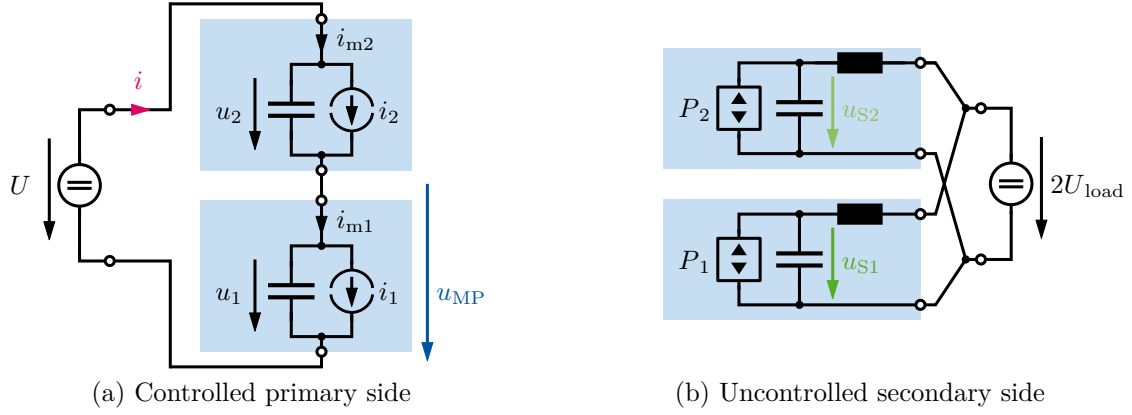 i
i_m2
u_2
i_2
U
i_m1
u_1
i_1
u_MP
P_2
u_S2
2U_load
P_1
u_S1
(a) Controlled primary side
(b) Uncontrolled secondary side